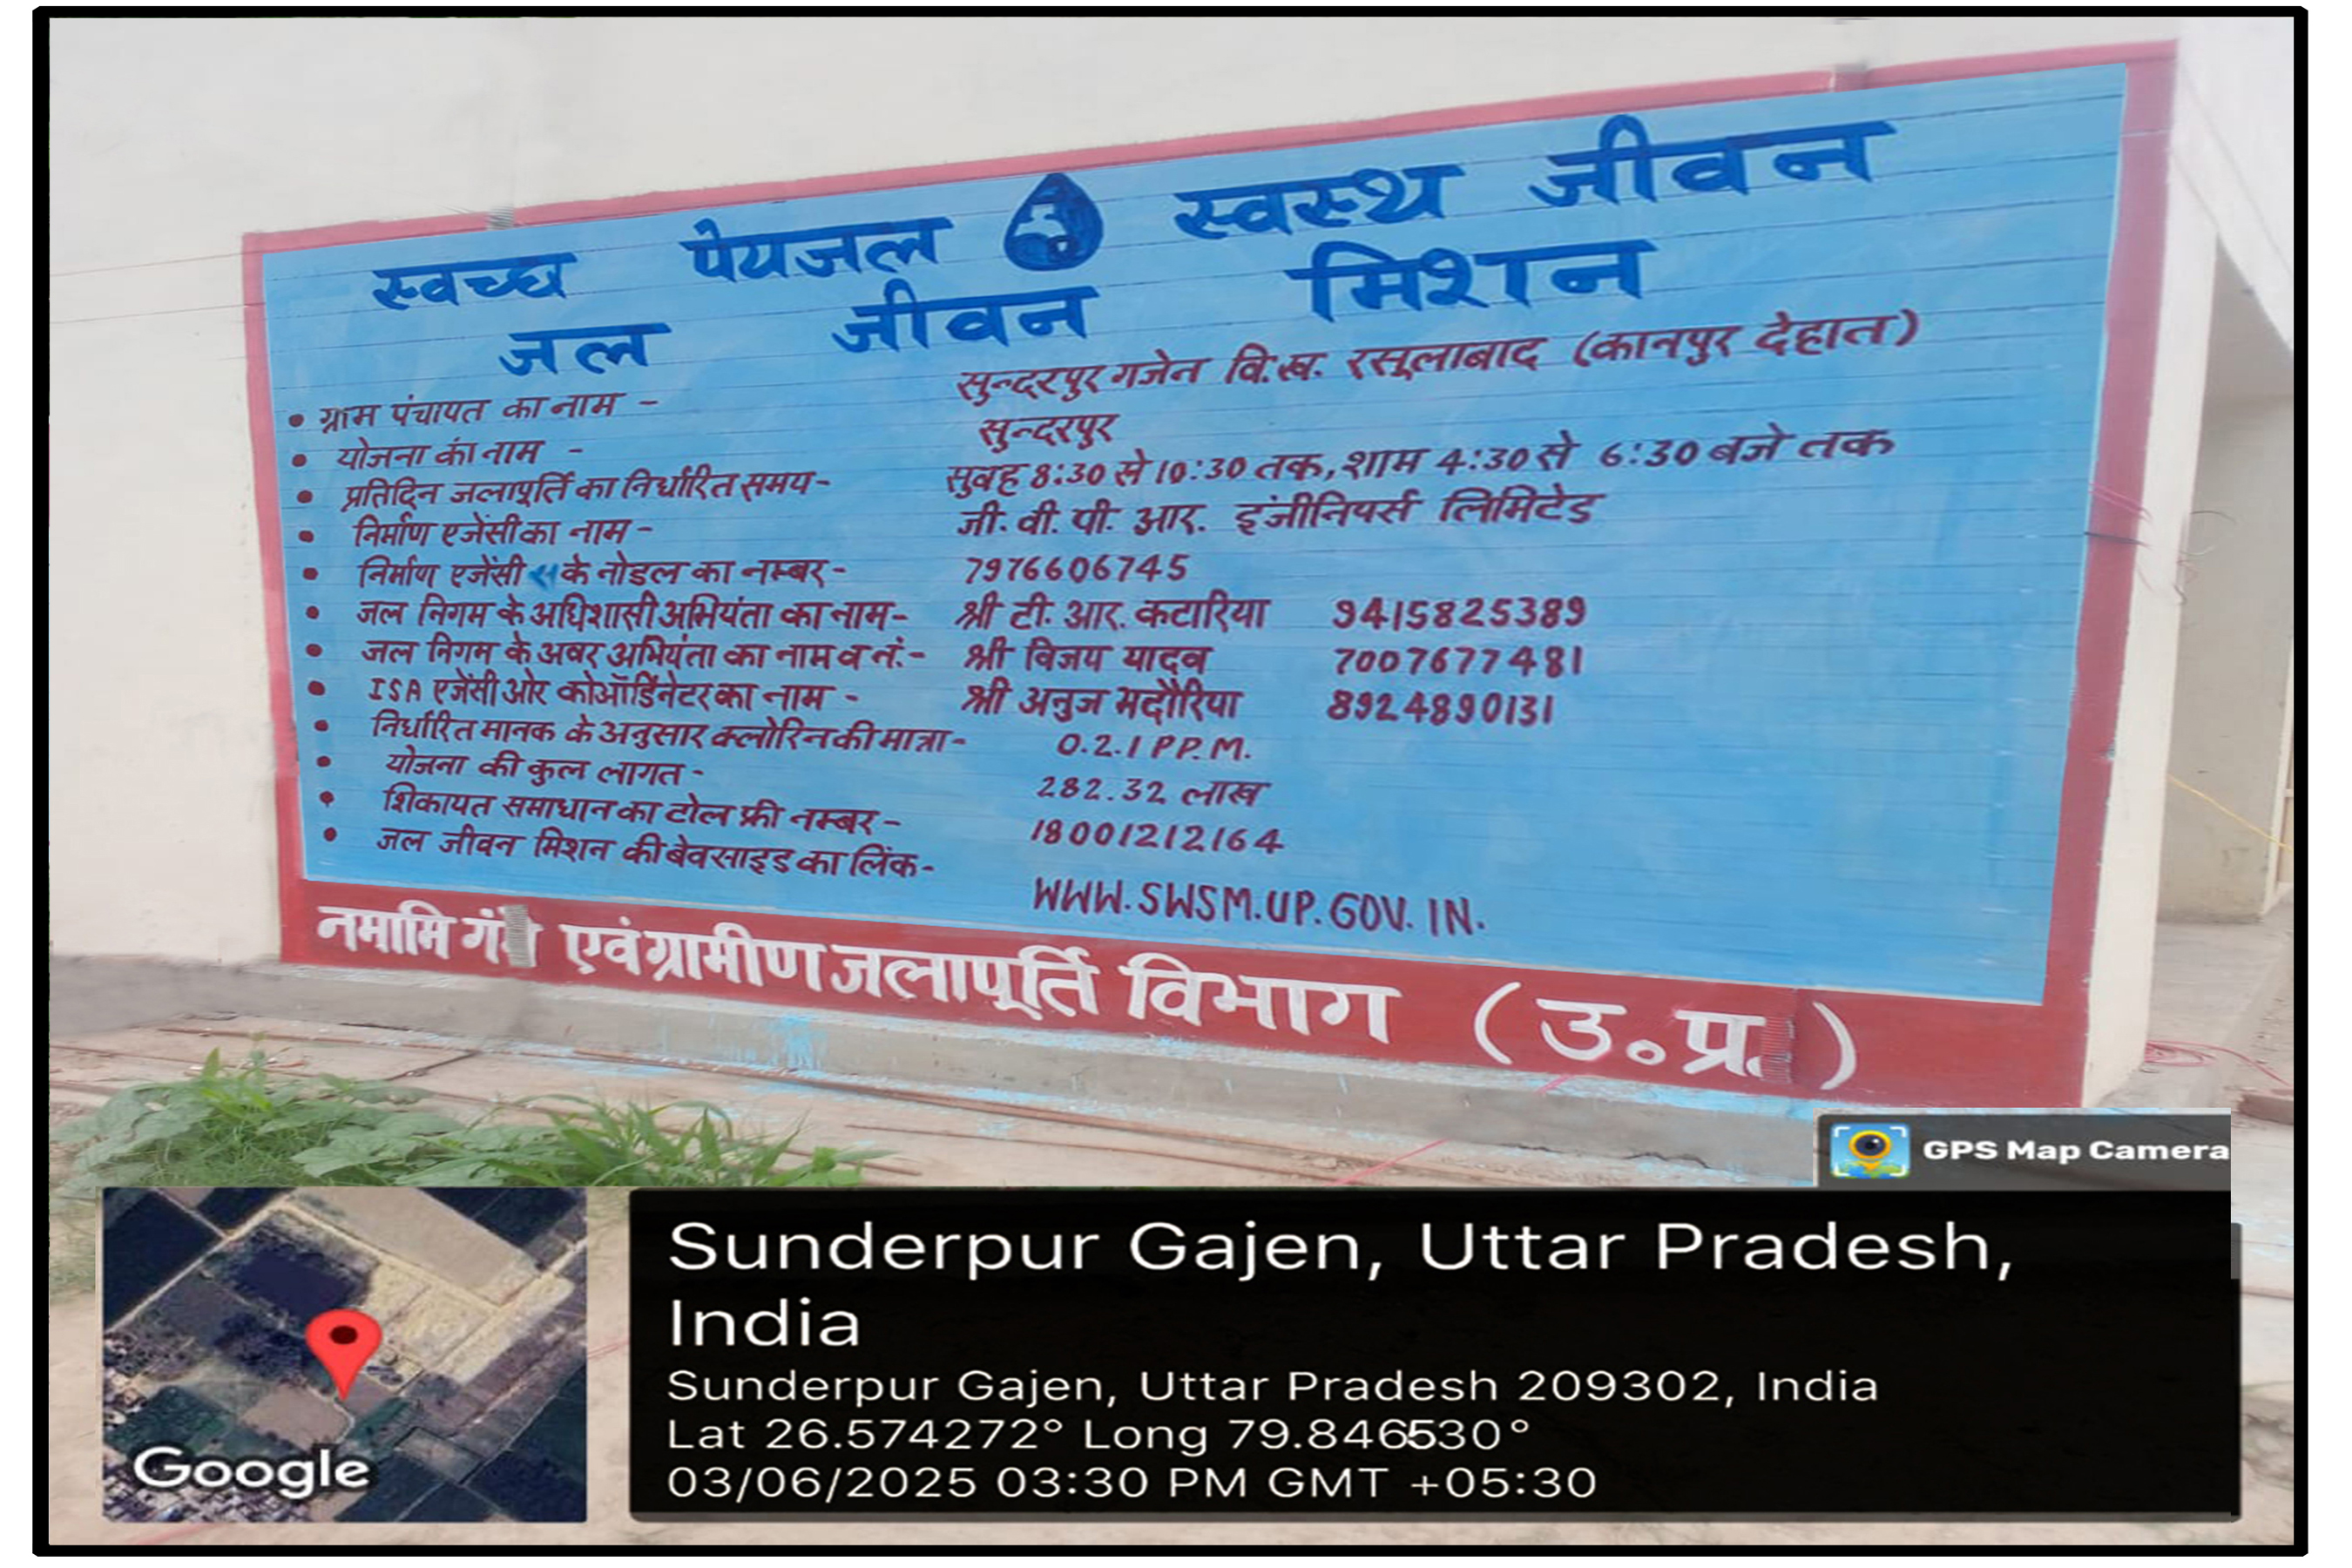 स्वच्छ पेयजल स्वस्थ जीवन
जल जीवन मिशन
• ग्राम पंचायत का नाम - सुन्दरपुर गजेन वि.ख. रसूलाबाद (कानपुर देहात)
• योजना का नाम - सुन्दरपुर
• प्रतिदिन जलापूर्ति का निर्धारित समय- सुबह 8:30 से 10:30 तक, शाम 4:30 से 6:30 बजे तक
• निर्माण एजेंसी का नाम - जी. वी. पी. आर. इंजीनियर्स लिमिटेड
• निर्माण एजेंसी के नोडल का नम्बर- 7976606745
• जल निगम के अधिशासी अभियंता का नाम- श्री टी. आर. कटारिया 9415825389
• जल निगम के अवर अभियंता का नाम व नं.- श्री विजय यादव 7007677481
• ISA एजेंसी ओर कोऑर्डिनेटर का नाम - श्री अनुज भदौरिया 8924890131
• निर्धारित मानक के अनुसार क्लोरिन की मात्रा- 0.2.1 P.P.M.
• योजना की कुल लागत- 282.32 लाख
• शिकायत समाधान का टोल फ्री नम्बर- 18001212164
• जल जीवन मिशन की बेवसाइड का लिंक- WWW.SWSM.UP.GOV.IN.
नमामि एवं ग्रामीण जलापूर्ति विभाग (उ.प्र.)
GPS Map Camera
Sunderpur Gajen, Uttar Pradesh,
India
Sunderpur Gajen, Uttar Pradesh 209302, India
Lat 26.574272° Long 79.846530°
03/06/2025 03:30 PM GMT +05:30
Google